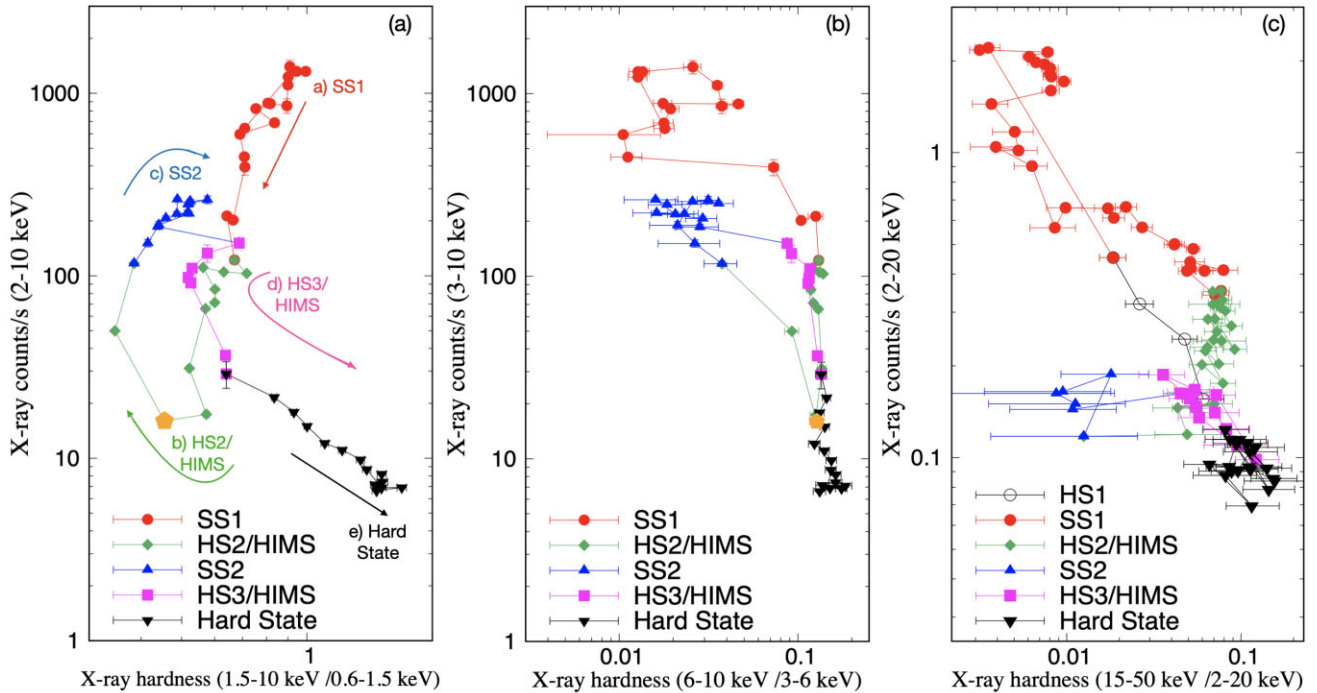 (a)
1000
100
10
1
X-ray counts/s (2-10 keV)
a) SS1
c) SS2
d) HS3/
HIMS
b) HS2/
HIMS
e) Hard
State
SS1
HS2/HIMS
SS2
HS3/HIMS
Hard State
1
X-ray hardness (1.5-10 keV /0.6-1.5 keV)
(b)
1000
100
10
1
X-ray counts/s (3-10 keV)
SS1
HS2/HIMS
SS2
HS3/HIMS
Hard State
0.01 0.1
X-ray hardness (6-10 keV /3-6 keV)
(c)
1
0.1
X-ray counts/s (2-20 keV)
HS1
SS1
HS2/HIMS
SS2
HS3/HIMS
Hard State
0.01 0.1
X-ray hardness (15-50 keV /2-20 keV)